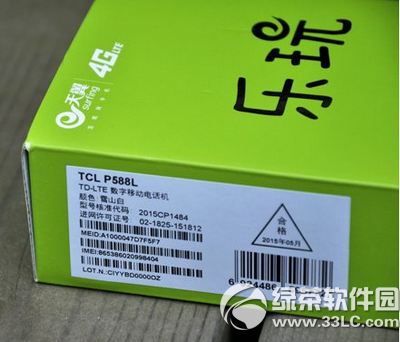 天翼
surfing
4G LTE
乐玩
TCL P588L
TD-LTE 数字移动电话机
颜色: 雪山白
型号核准代码: 2015CP1484
进网许可证号: 02-1825-151812
MEID:A1000047D7F5F7
IMEI:865386020998404
LOT.N.:CIYYBD0000DZ
合格
2015年05月
绿茶软件园
www.33LC.com